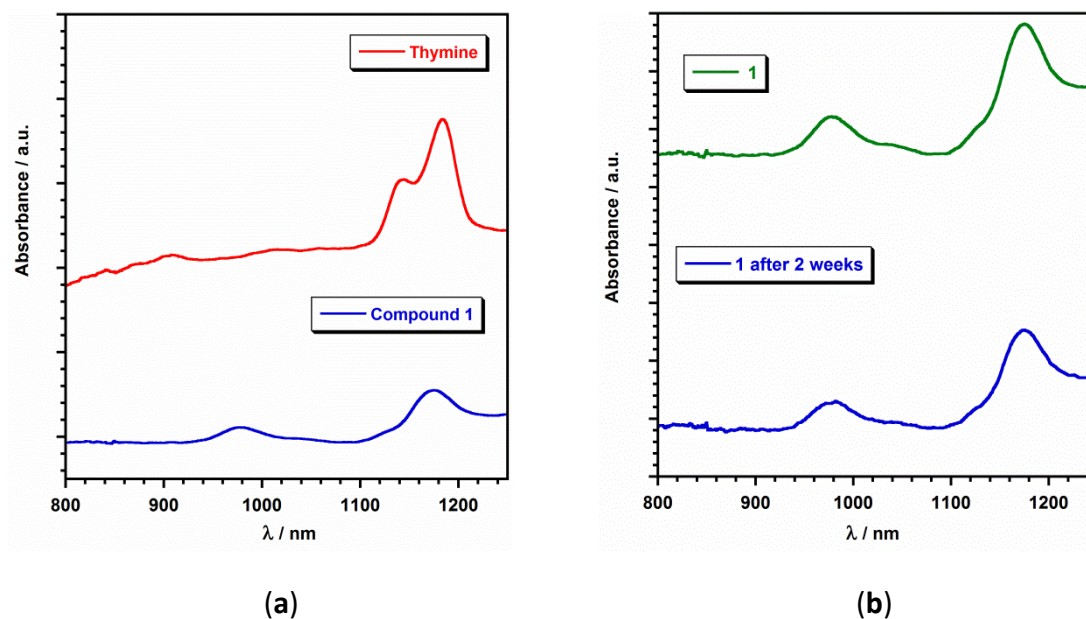 Absorbance / a.u.
Thymine
Compound 1
800 900 1000 1100 1200
λ / nm
(a)
Absorbance / a.u.
1
1 after 2 weeks
800 900 1000 1100 1200
λ / nm
(b)